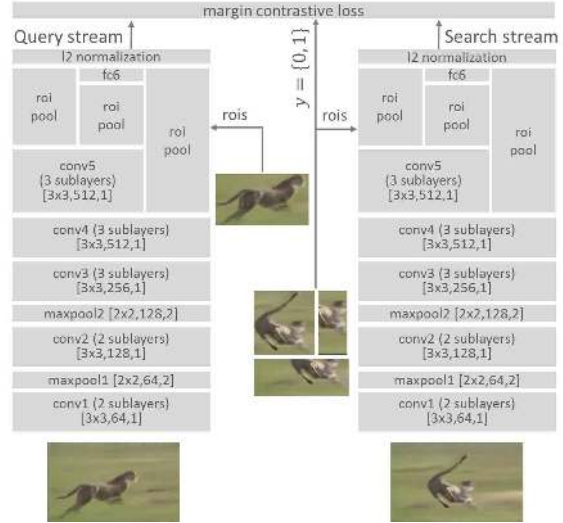 margin contrastive loss
Query stream
Search stream
y = {0, 1}
l2 normalization
fc6
roi
pool
roi
pool
roi
pool
rois
conv5
(3 sublayers)
[3x3,512,1]
conv4 (3 sublayers)
[3x3,512,1]
conv3 (3 sublayers)
[3x3,256,1]
maxpool2 [2x2,128,2]
conv2 (2 sublayers)
[3x3,128,1]
maxpool1 [2x2,64,2]
conv1 (2 sublayers)
[3x3,64,1]
l2 normalization
fc6
roi
pool
roi
pool
roi
pool
rois
conv5
(3 sublayers)
[3x3,512,1]
conv4 (3 sublayers)
[3x3,512,1]
conv3 (3 sublayers)
[3x3,256,1]
maxpool2 [2x2,128,2]
conv2 (2 sublayers)
[3x3,128,1]
maxpool1 [2x2,64,2]
conv1 (2 sublayers)
[3x3,64,1]